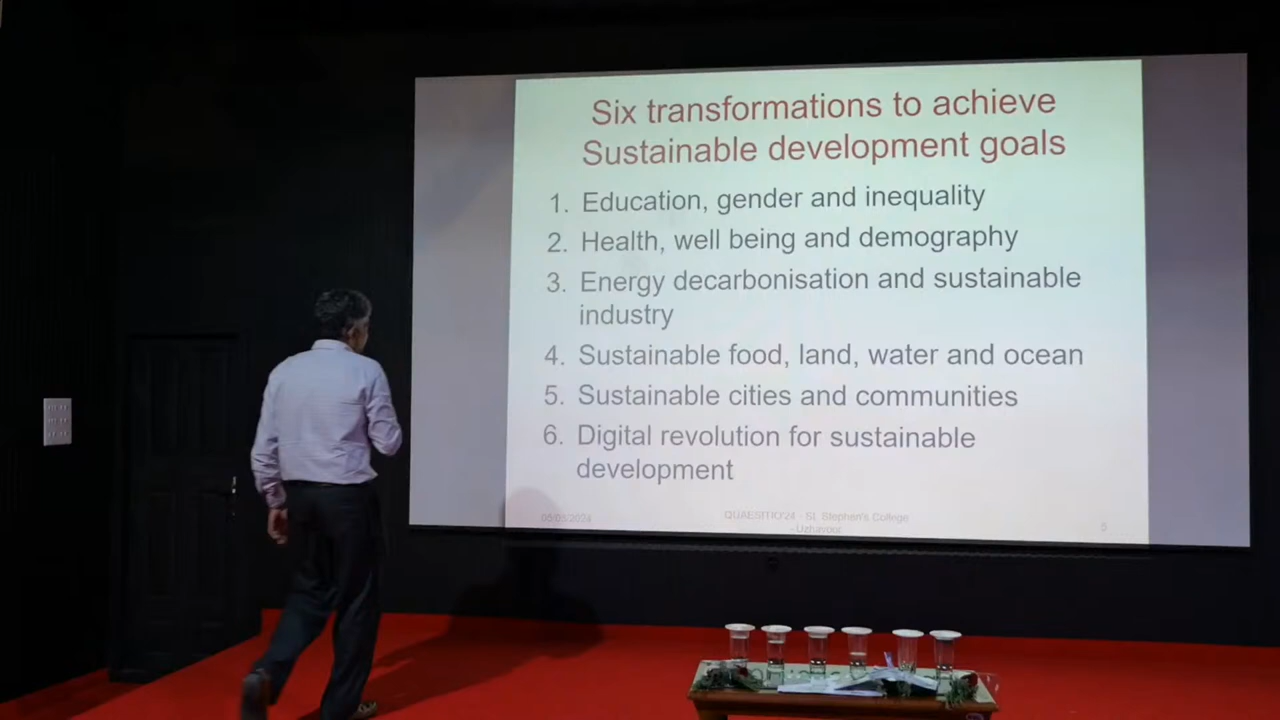 Six transformations to achieve
Sustainable development goals
1. Education, gender and inequality
2. Health, well being and demography
3. Energy decarbonisation and sustainable
industry
4. Sustainable food, land, water and ocean
5. Sustainable cities and communities
6. Digital revolution for sustainable
development
QUAESITIO'24 - St. Stephen's College
- Uzhavoor
5